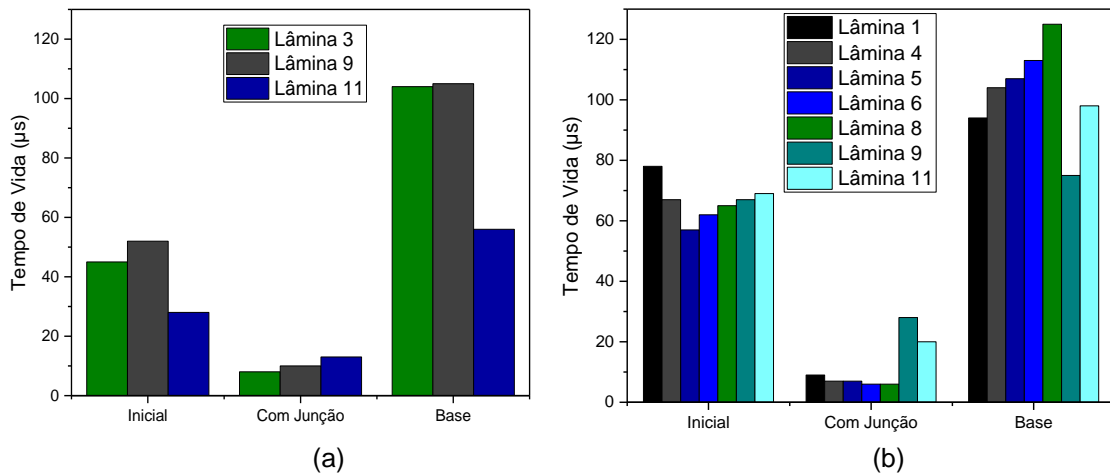 Tempo de Vida (μs)
120
100
80
60
40
20
0
Lâmina 3
Lâmina 9
Lâmina 11
Inicial
Com Junção
Base
(a)
Tempo de Vida (μs)
120
100
80
60
40
20
0
Lâmina 1
Lâmina 4
Lâmina 5
Lâmina 6
Lâmina 8
Lâmina 9
Lâmina 11
Inicial
Com Junção
Base
(b)